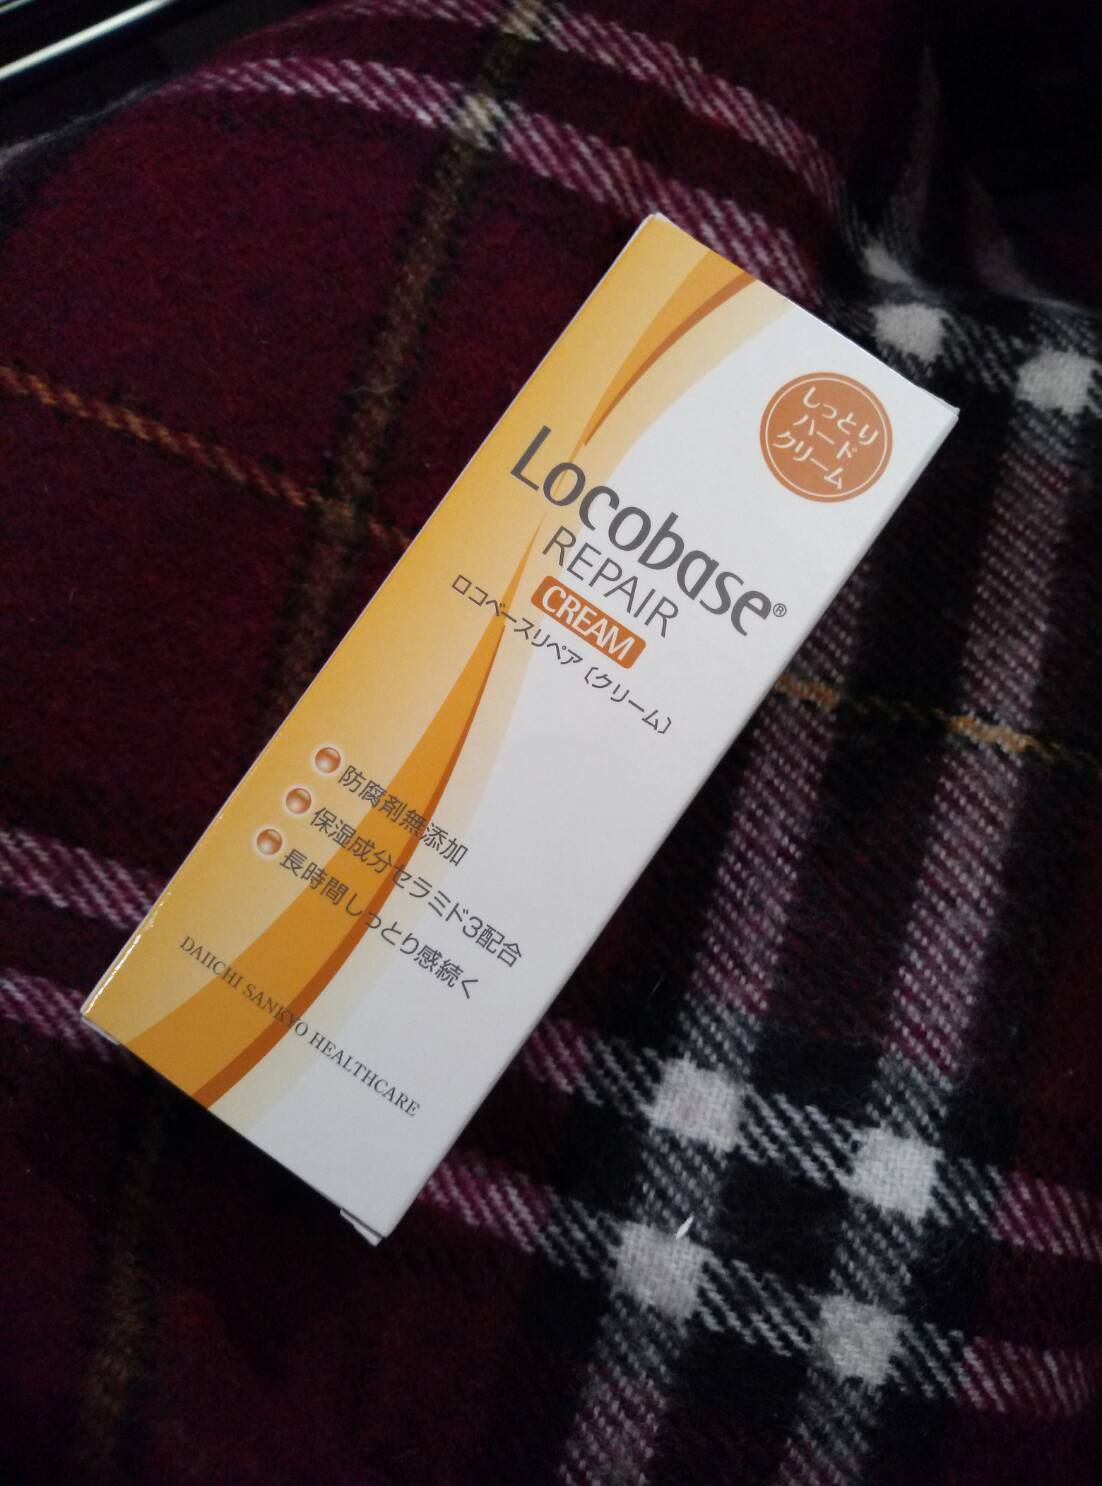 しっとり
ハード
クリーム
Locobase®
REPAIR
CREAM
ロコベースリペア〔クリーム〕
防腐剤無添加
保湿成分セラミド3配合
長時間しっとり感続く
DAIICHI SANKYO HEALTHCARE